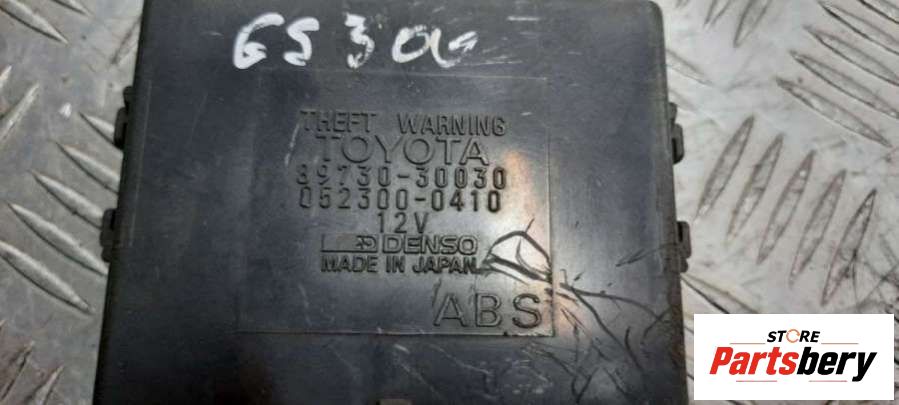 GS 300
THEFT WARNING
TOYOTA
89730-30030
052300-0410
12V
DENSO
MADE IN JAPAN
ABS
STORE
Partsbery